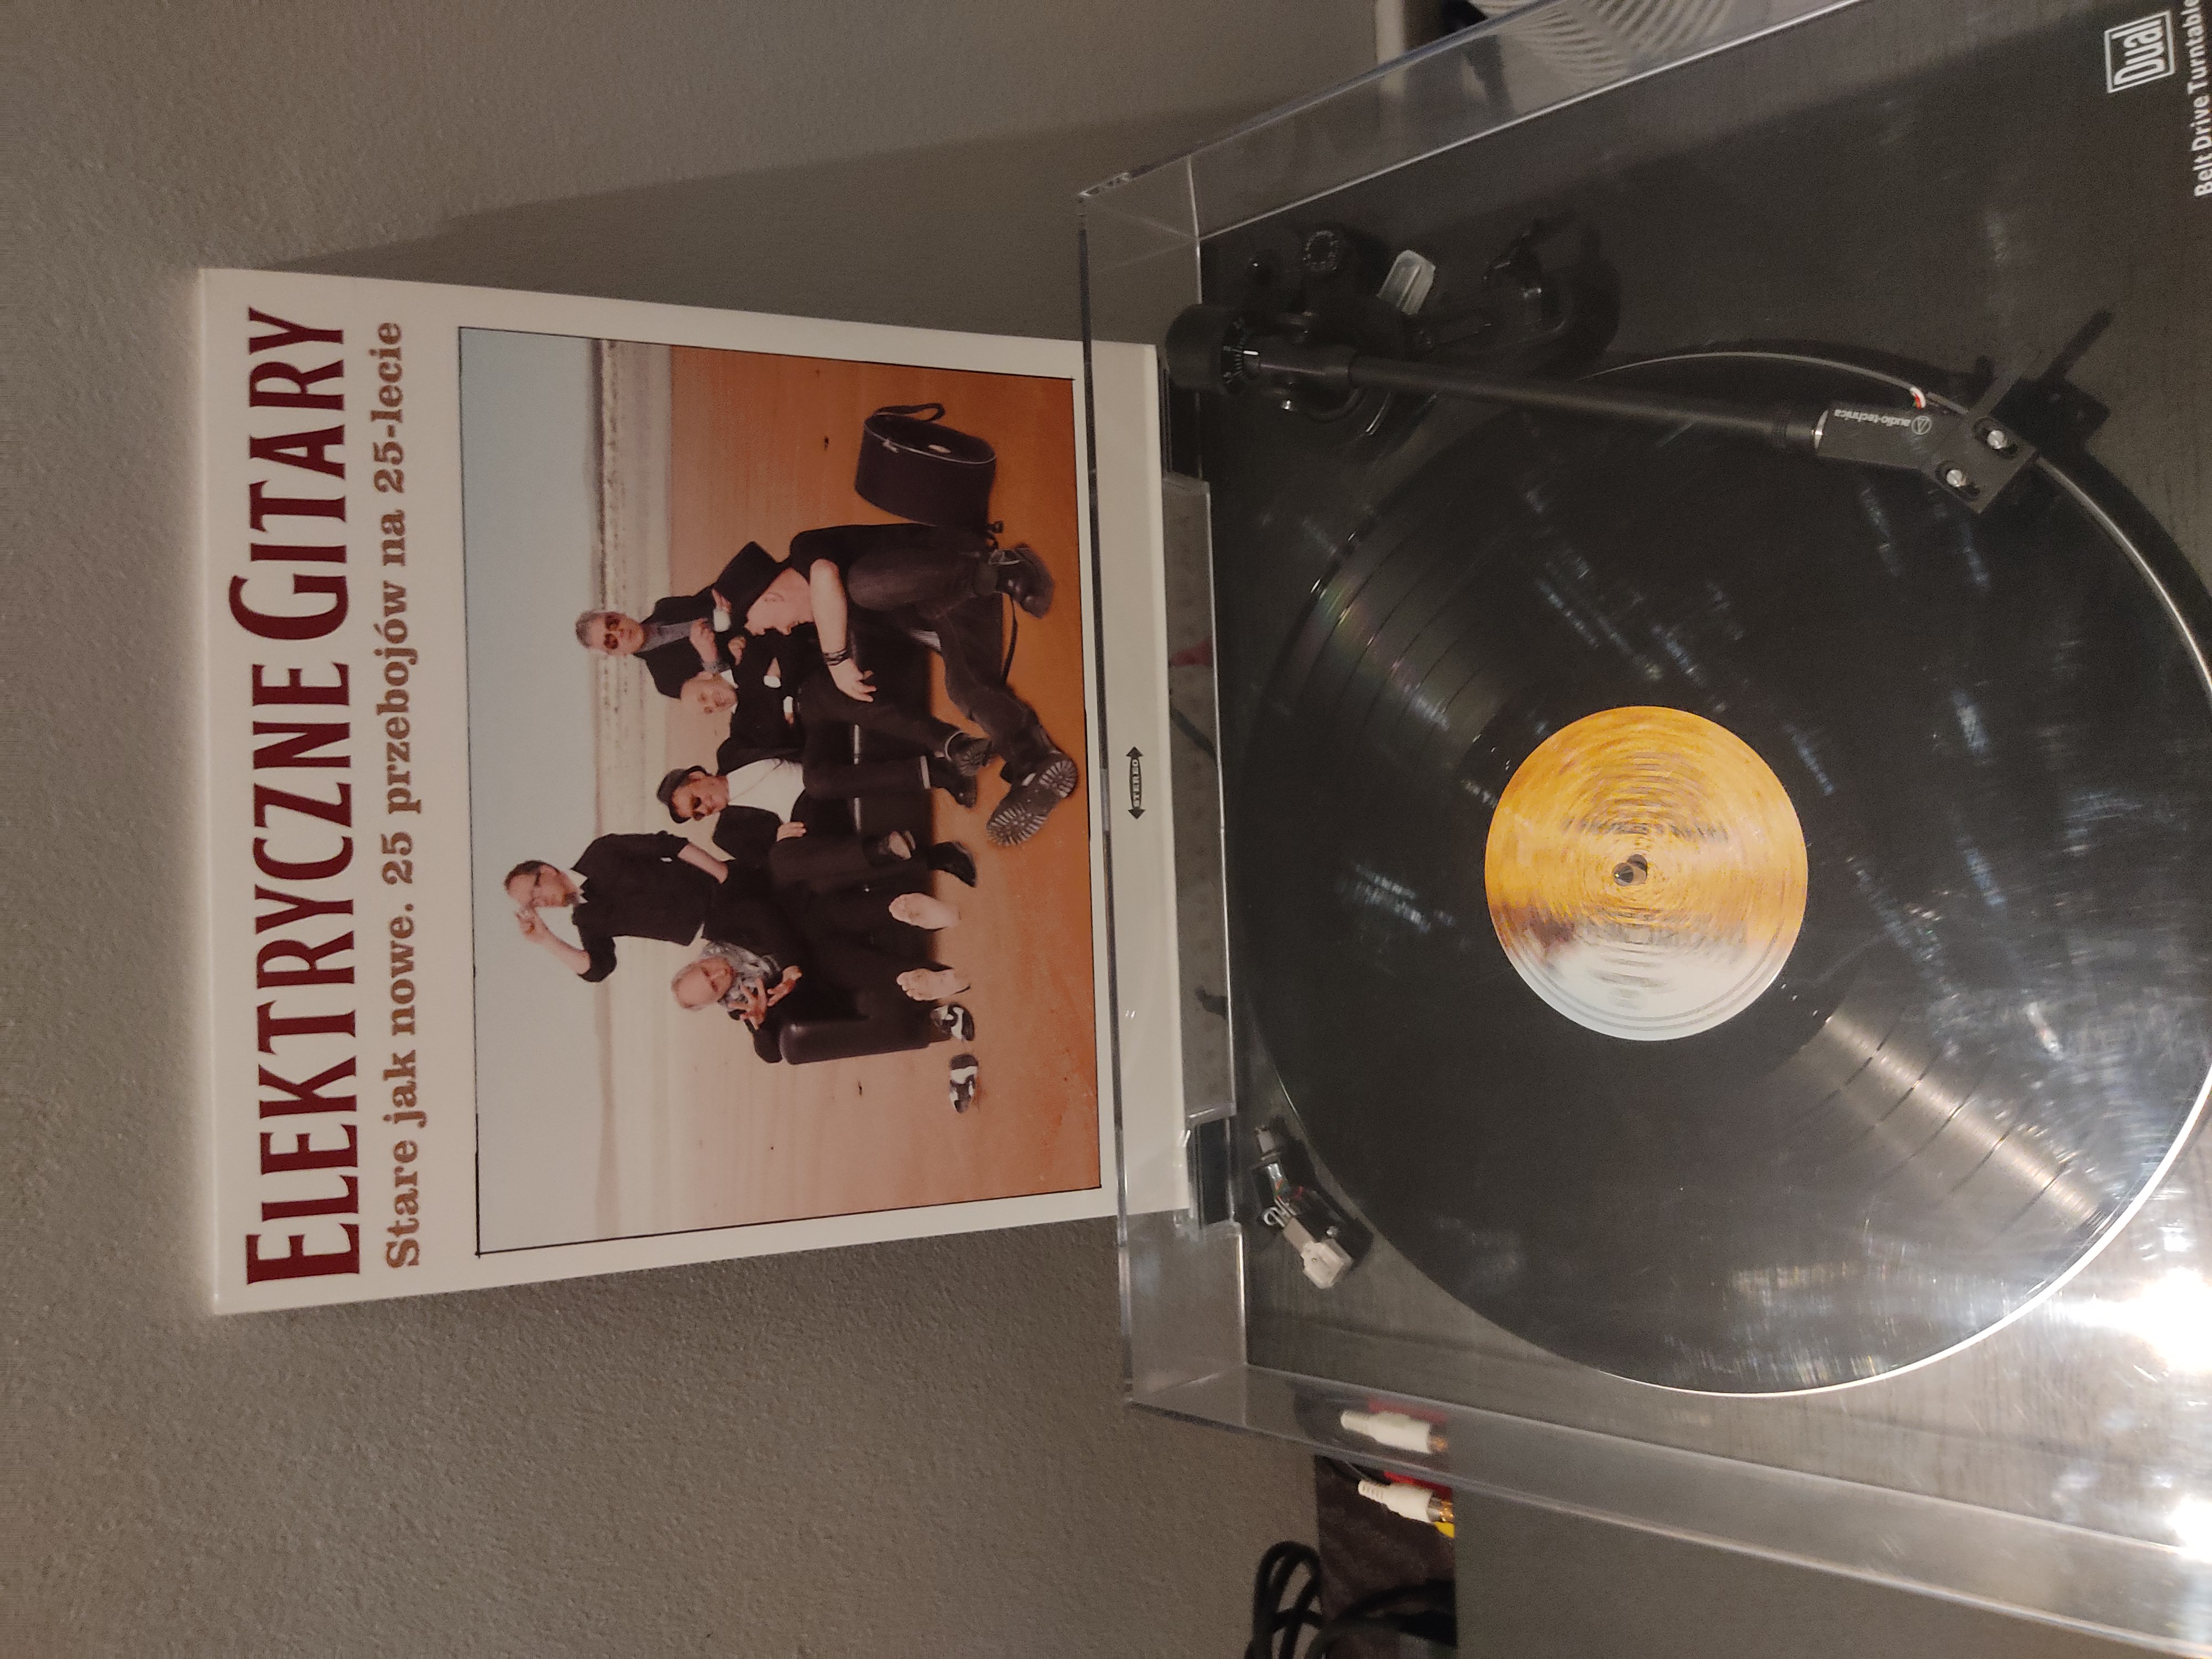 ELEKTRYCZNE GITARY
Stare jak nowe. 25 przebojów na 25-lecie
STEREO
audio-technica
Dual
Belt Drive Turntable